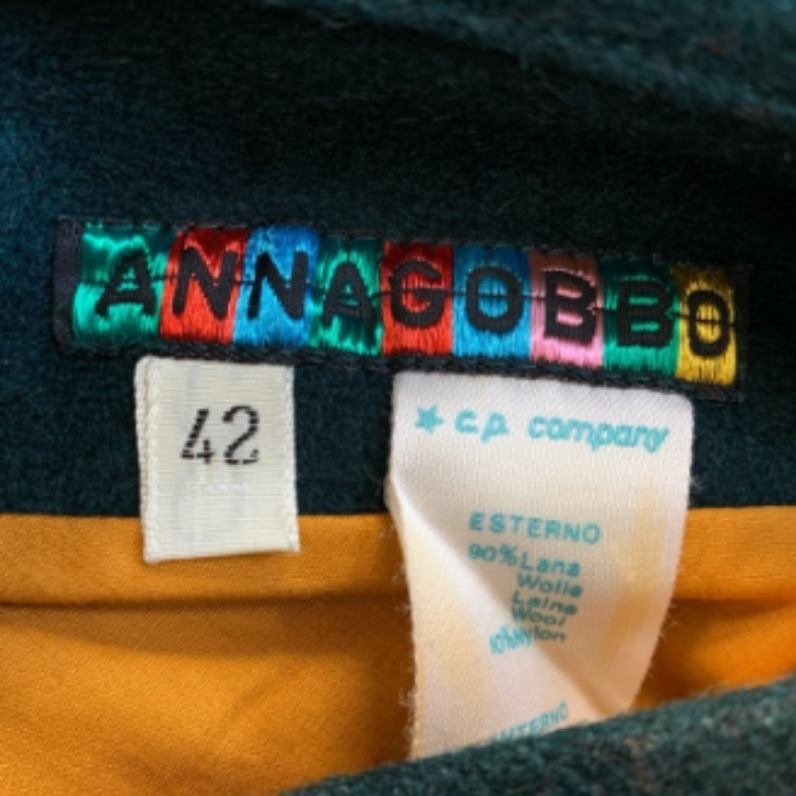 ANNAGOBBO
42
c.p. company
ESTERNO
90% Lana
Wolle
Laine
Wool
10% Nylon